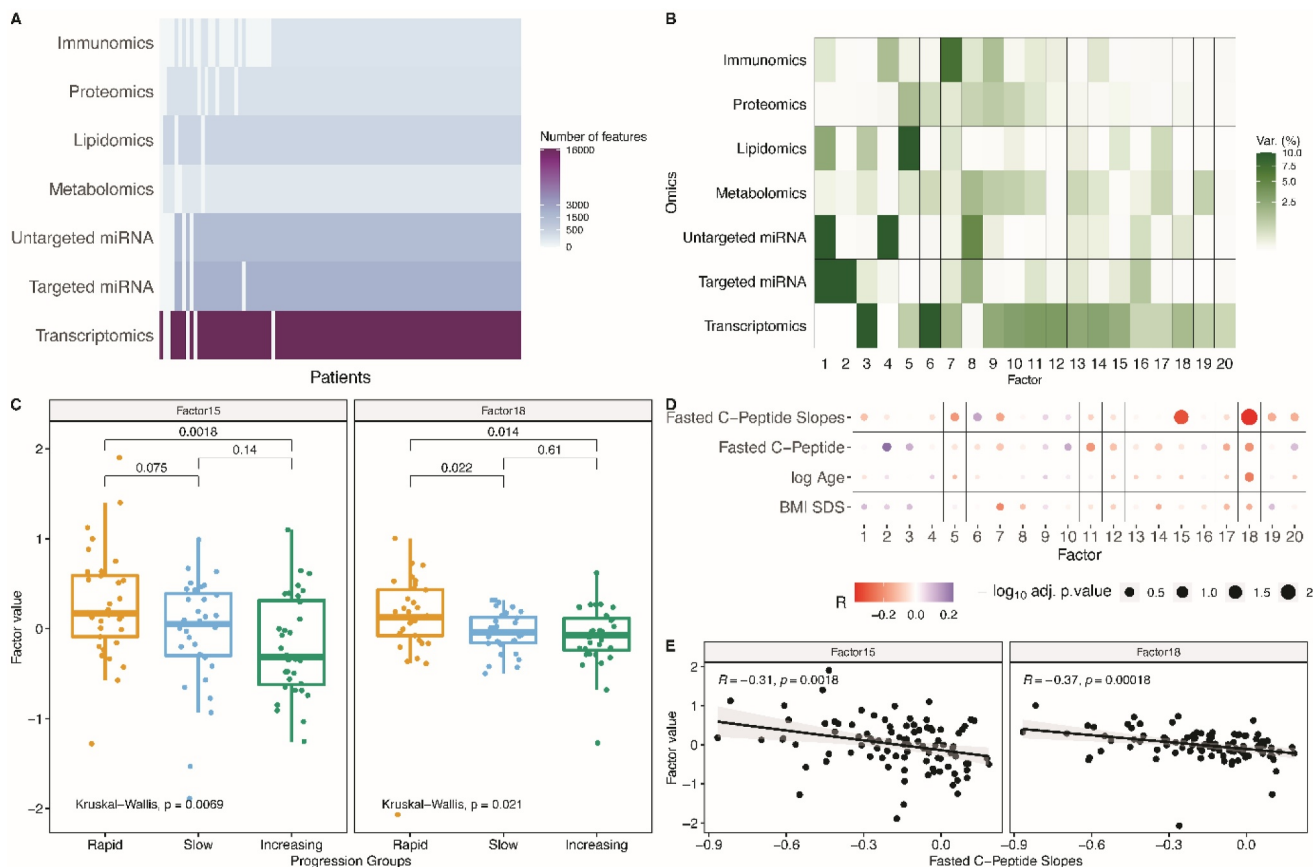 A
Immunomics
Proteomics
Lipidomics
Metabolomics
Untargeted miRNA
Targeted miRNA
Transcriptomics
Patients
Number of features
16000
3000
1500
0
B
Omics
Immunomics
Proteomics
Lipidomics
Metabolomics
Untargeted miRNA
Targeted miRNA
Transcriptomics
1 2 3 4 5 6 7 8 9 10 11 12 13 14 15 16 17 18 19 20
Factor
Var. (%)
10.0
7.5
5.0
2.5
C
Factor15 Factor18
0.0018 0.014
0.14 0.61
0.075 0.022
Factor value
2
1
0
−1
−2
Kruskal−Wallis, p = 0.0069 Kruskal−Wallis, p = 0.021
Rapid Slow Increasing Rapid Slow Increasing
Progression Groups
D
Fasted C−Peptide Slopes
Fasted C−Peptide
log Age
BMI SDS
1 2 3 4 5 6 7 8 9 10 11 12 13 14 15 16 17 18 19 20
Factor
R −0.2 0.0 0.2 − log10 adj. p.value 0.5 1.0 1.5 2
E
Factor15 Factor18
R = −0.31, p = 0.0018 R = −0.37, p = 0.00018
Factor value
2
1
0
−1
−2
−0.9 −0.6 −0.3 0.0 −0.9 −0.6 −0.3 0.0
Fasted C−Peptide Slopes